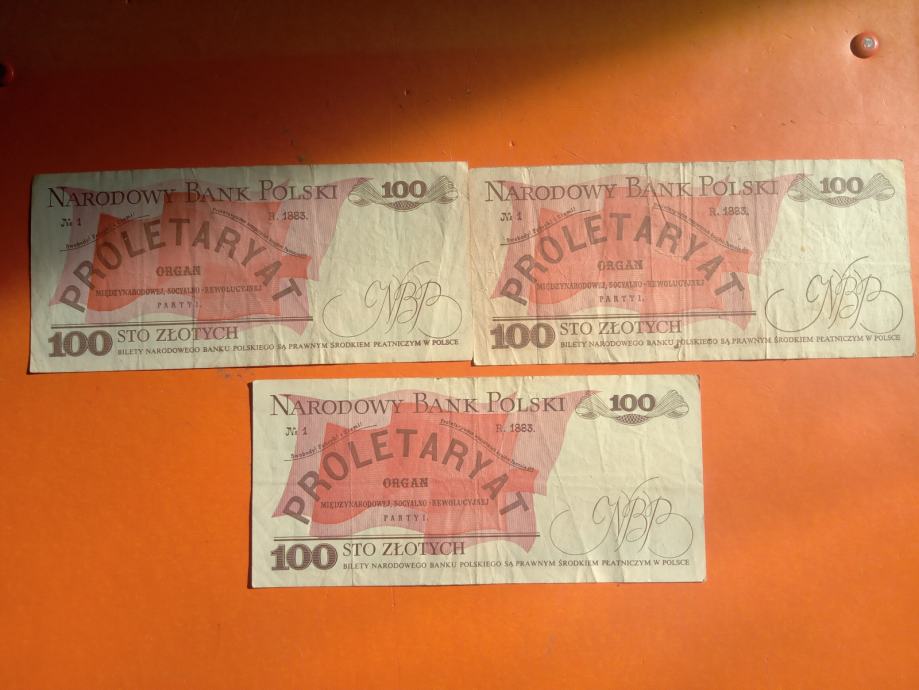 NARODOWY BANK POLSKI 100
№ 1 R. 1883.
PROLETARYAT
ORGAN
MIĘDZYNARODOWEJ, SOCYALNO-REWOLUCYJNEJ
PARTYI.
NBP
100 STO ZŁOTYCH
BILETY NARODOWEGO BANKU POLSKIEGO SĄ PRAWNYM ŚRODKIEM PŁATNICZYM W POLSCE
NARODOWY BANK POLSKI 100
№ 1 R. 1883.
PROLETARYAT
ORGAN
MIĘDZYNARODOWEJ, SOCYALNO-REWOLUCYJNEJ
PARTYI.
NBP
100 STO ZŁOTYCH
BILETY NARODOWEGO BANKU POLSKIEGO SĄ PRAWNYM ŚRODKIEM PŁATNICZYM W POLSCE
NARODOWY BANK POLSKI 100
№ 1 R. 1883.
PROLETARYAT
ORGAN
MIĘDZYNARODOWEJ, SOCYALNO-REWOLUCYJNEJ
PARTYI.
NBP
100 STO ZŁOTYCH
BILETY NARODOWEGO BANKU POLSKIEGO SĄ PRAWNYM ŚRODKIEM PŁATNICZYM W POLSCE